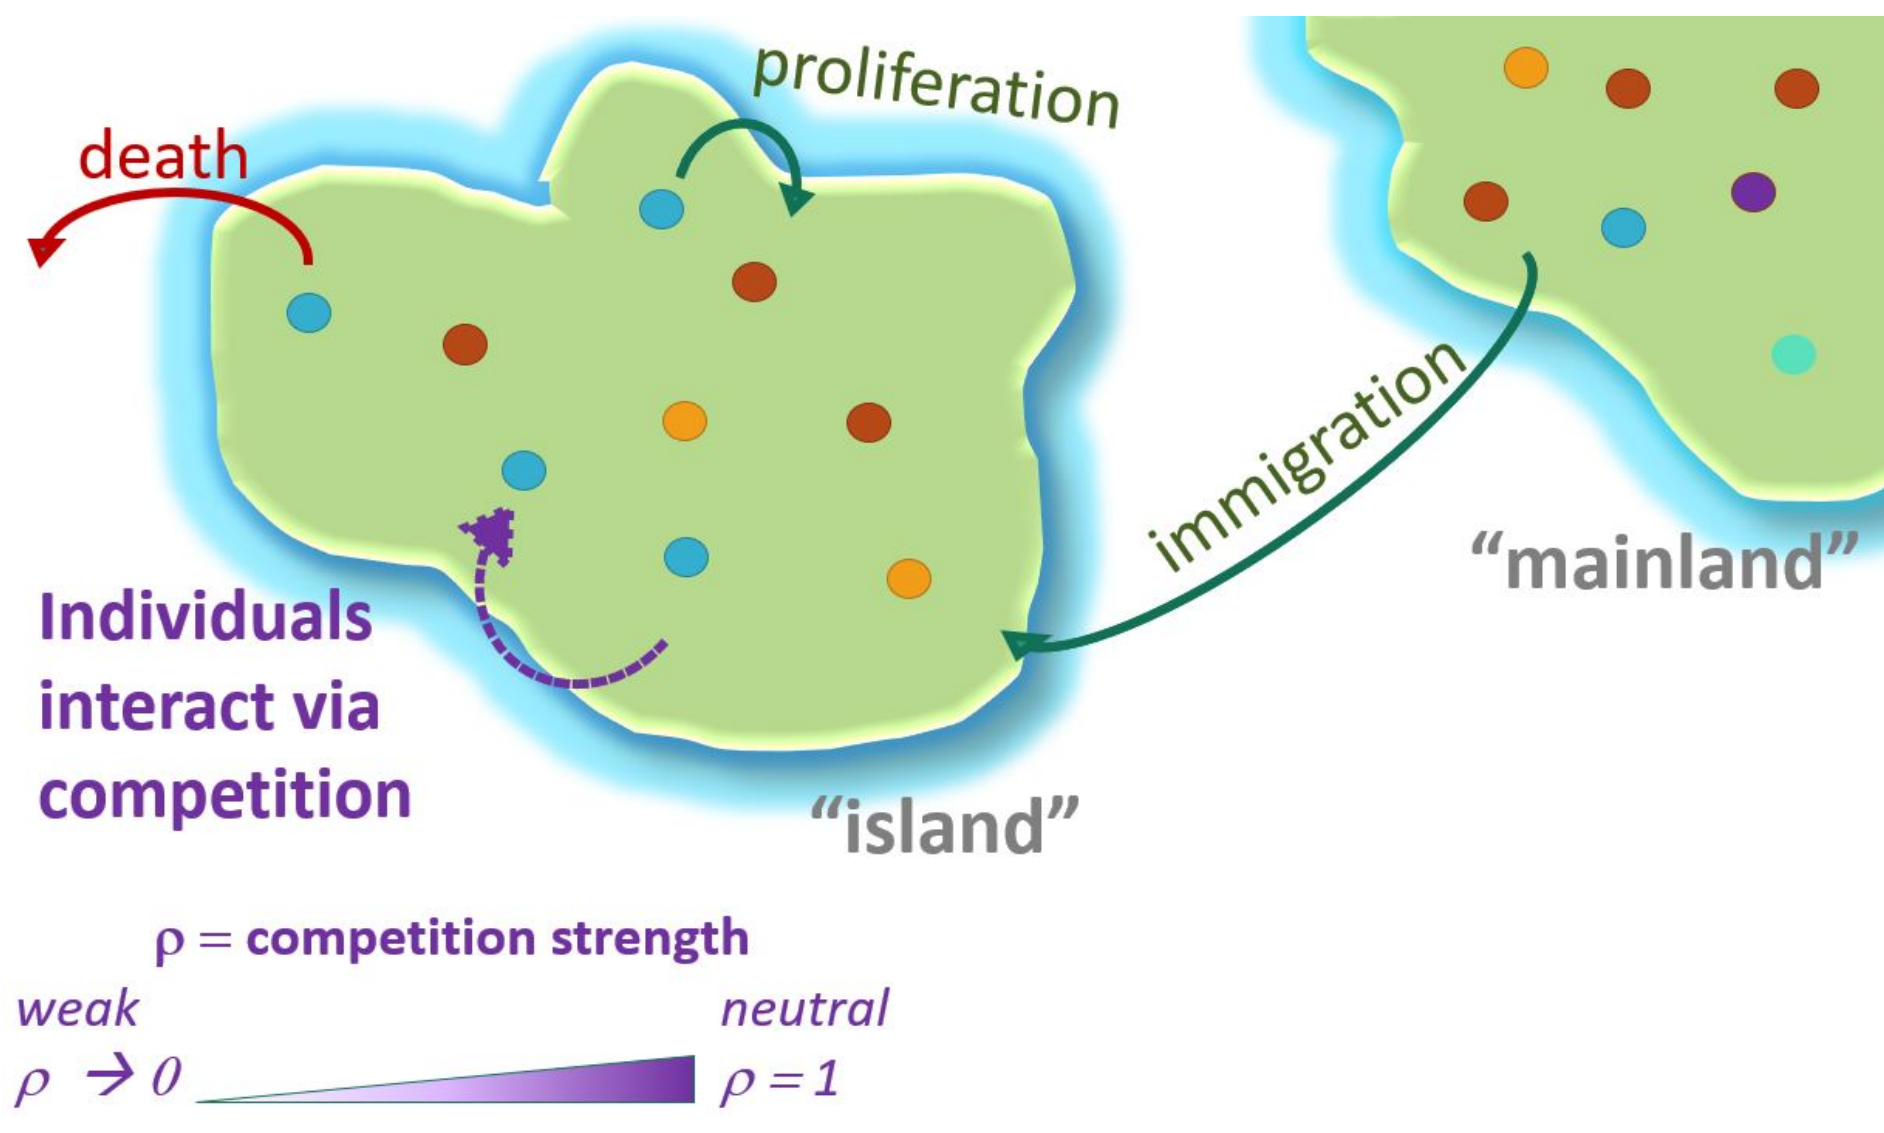 proliferation
death
immigration
“mainland”
Individuals
interact via
competition
“island”
ρ = competition strength
weak
neutral
ρ → 0
ρ = 1